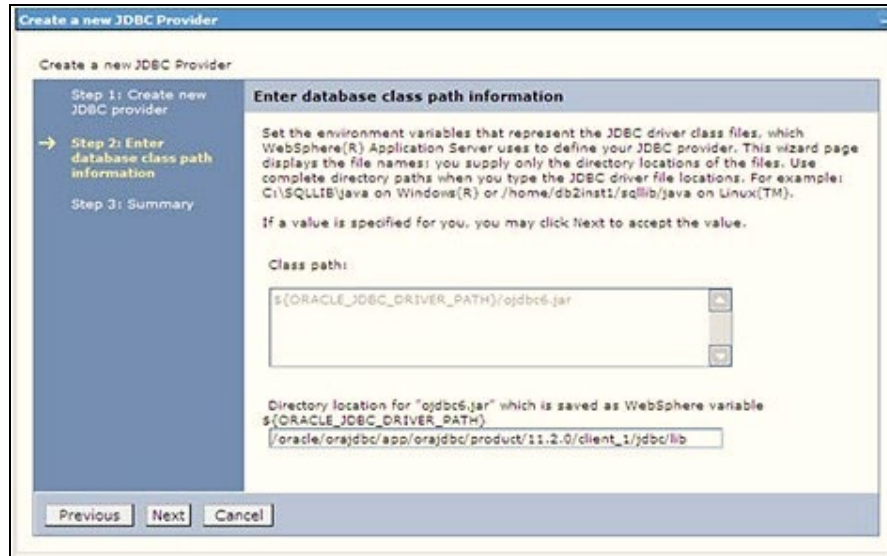 Create a new JDBC Provider
Create a new JDBC Provider
Step 1: Create new
JDBC provider
Step 2: Enter
database class path
information
Step 3: Summary
Enter database class path information
Set the environment variables that represent the JDBC driver class files, which
WebSphere(R) Application Server uses to define your JDBC provider. This wizard page
displays the file names; you supply only the directory locations of the files. Use
complete directory paths when you type the JDBC driver file locations. For example:
C:\SQLLIB\java on Windows(R) or /home/db2inst1/sqllib/java on Linux(TM).
If a value is specified for you, you may click Next to accept the value.
Class path:
${ORACLE_JDBC_DRIVER_PATH}/ojdbc6.jar
Directory location for "ojdbc6.jar" which is saved as WebSphere variable
${ORACLE_JDBC_DRIVER_PATH}
/oracle/orajdbc/app/orajdbc/product/11.2.0/client_1/jdbc/lib
Previous Next Cancel